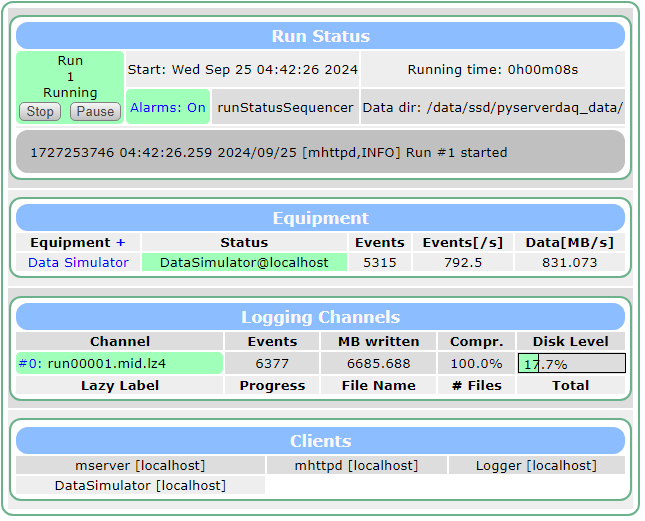 Run Status
Run
1
Running
Stop Pause
Start: Wed Sep 25 04:42:26 2024 Running time: 0h00m08s
Alarms: On runStatusSequencer Data dir: /data/ssd/pyserverdaq_data/
1727253746 04:42:26.259 2024/09/25 [mhttpd,INFO] Run #1 started
Equipment
Equipment + Status Events Events[/s] Data[MB/s]
Data Simulator DataSimulator@localhost 5315 792.5 831.073
Logging Channels
Channel Events MB written Compr. Disk Level
#0: run00001.mid.lz4 6377 6685.688 100.0% 17.7%
Lazy Label Progress File Name # Files Total
Clients
mserver [localhost] mhttpd [localhost] Logger [localhost]
DataSimulator [localhost]